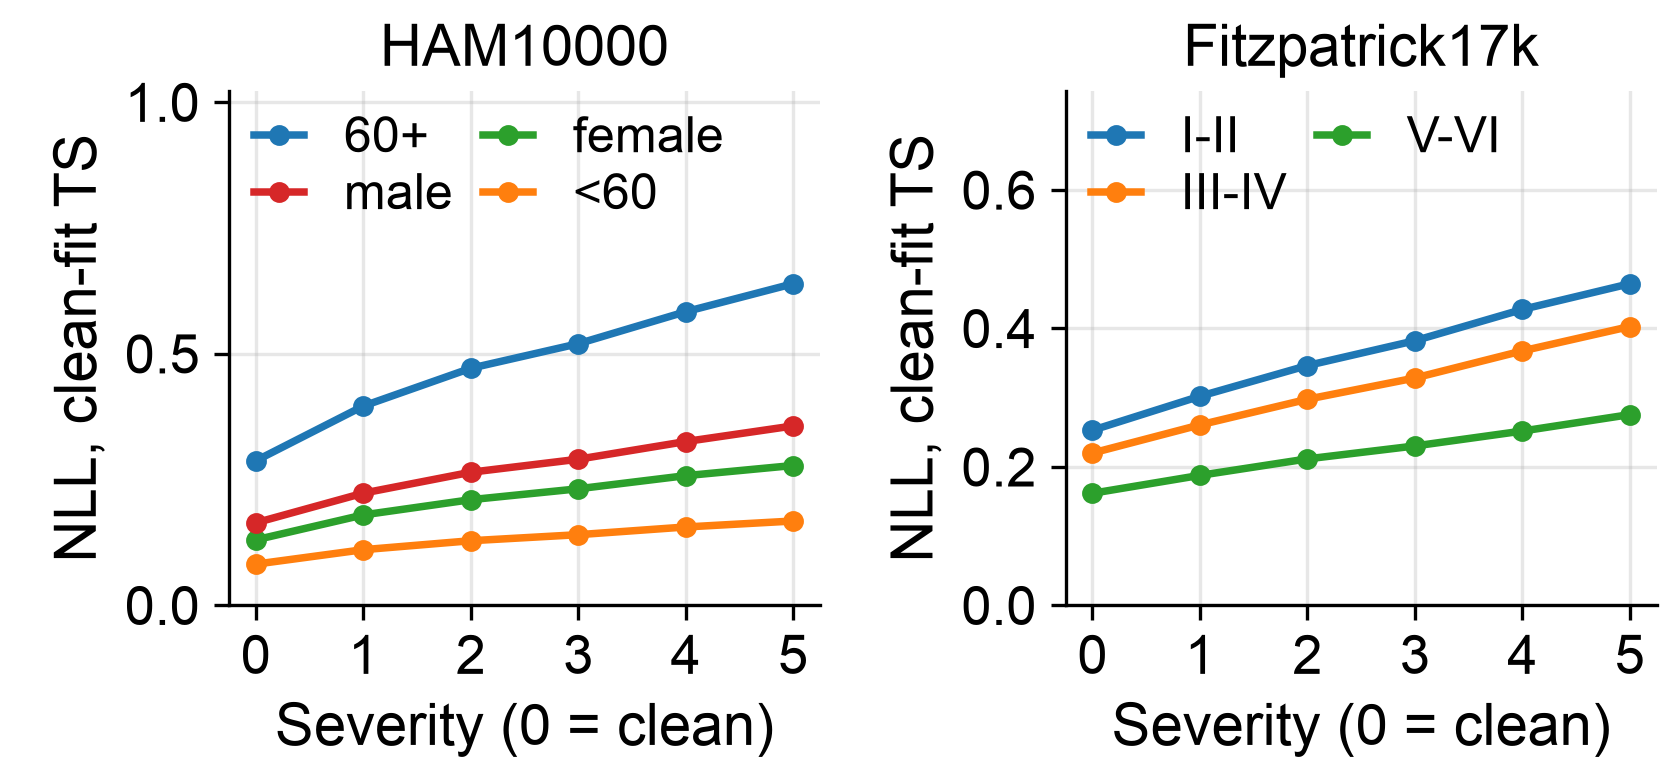 HAM10000
NLL, clean-fit TS
1.0
0.5
0.0
60+
female
male
<60
0 1 2 3 4 5
Severity (0 = clean)
Fitzpatrick17k
NLL, clean-fit TS
0.6
0.4
0.2
0.0
I-II
V-VI
III-IV
0 1 2 3 4 5
Severity (0 = clean)